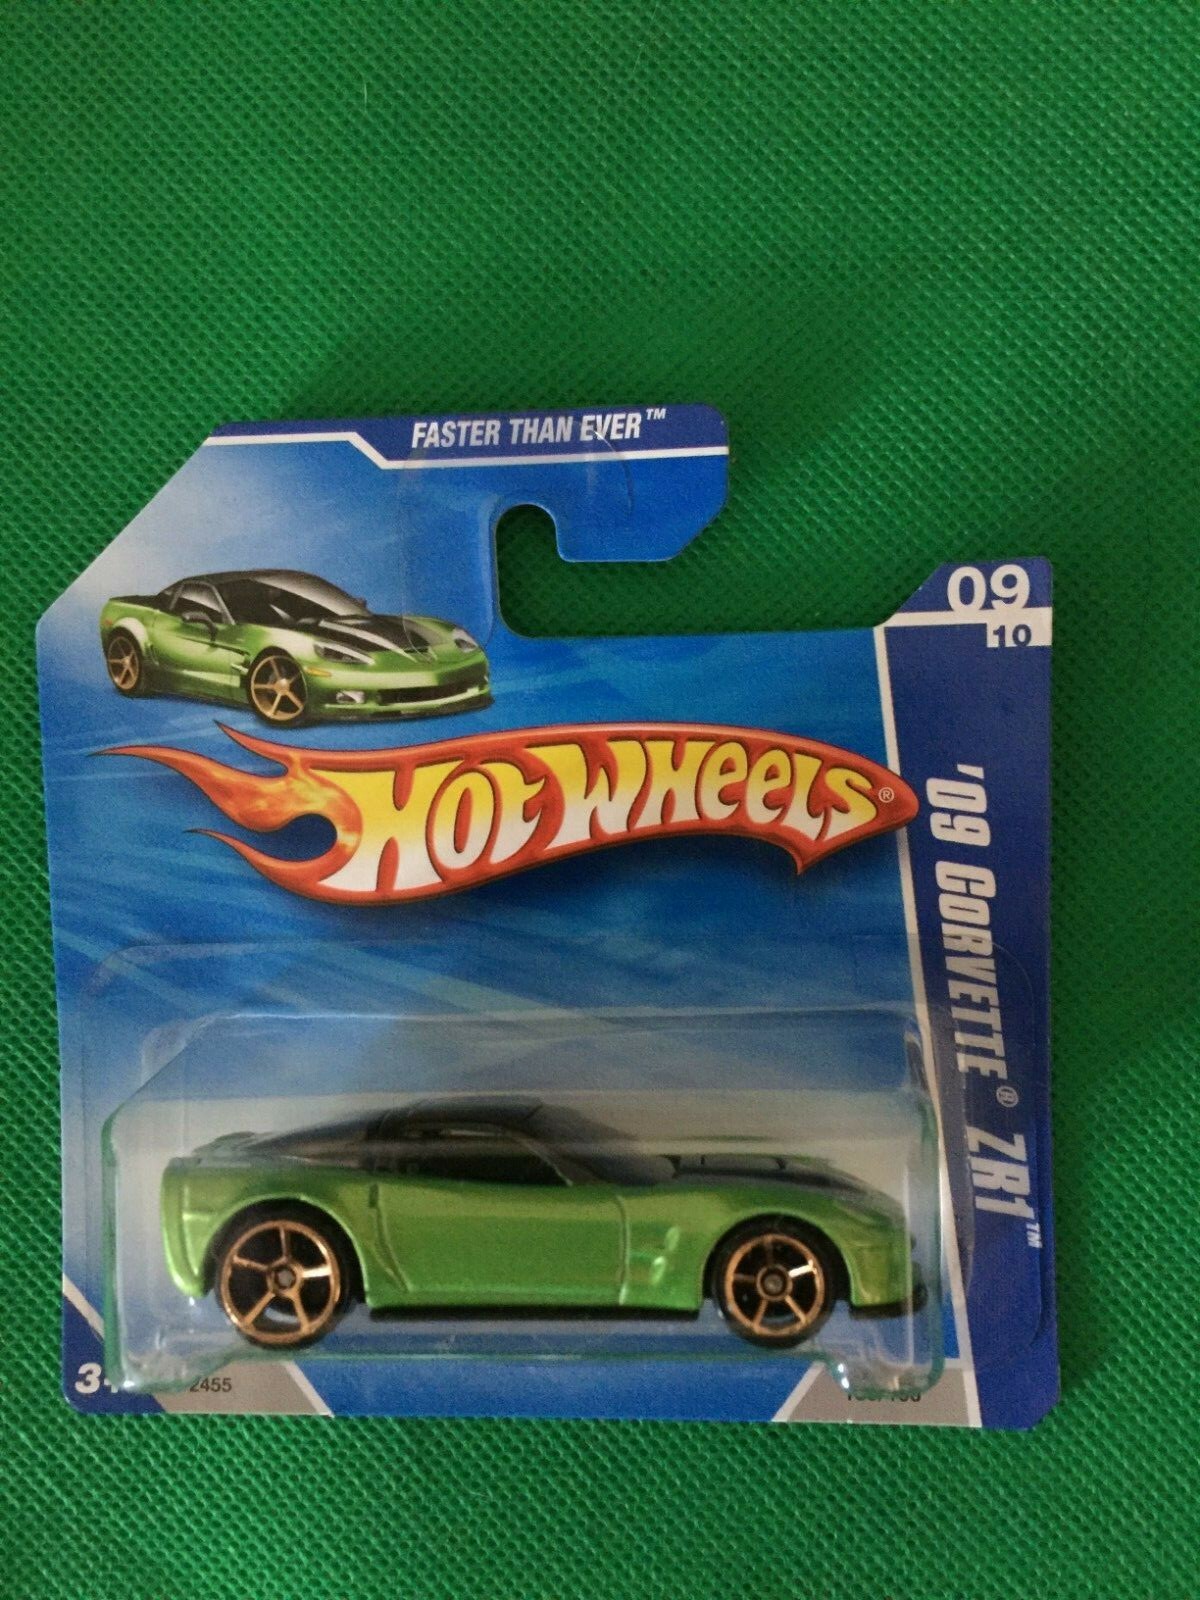 FASTER THAN EVER™
09
10
HOT WHEELS®
'09 CORVETTE® ZR1™
2455